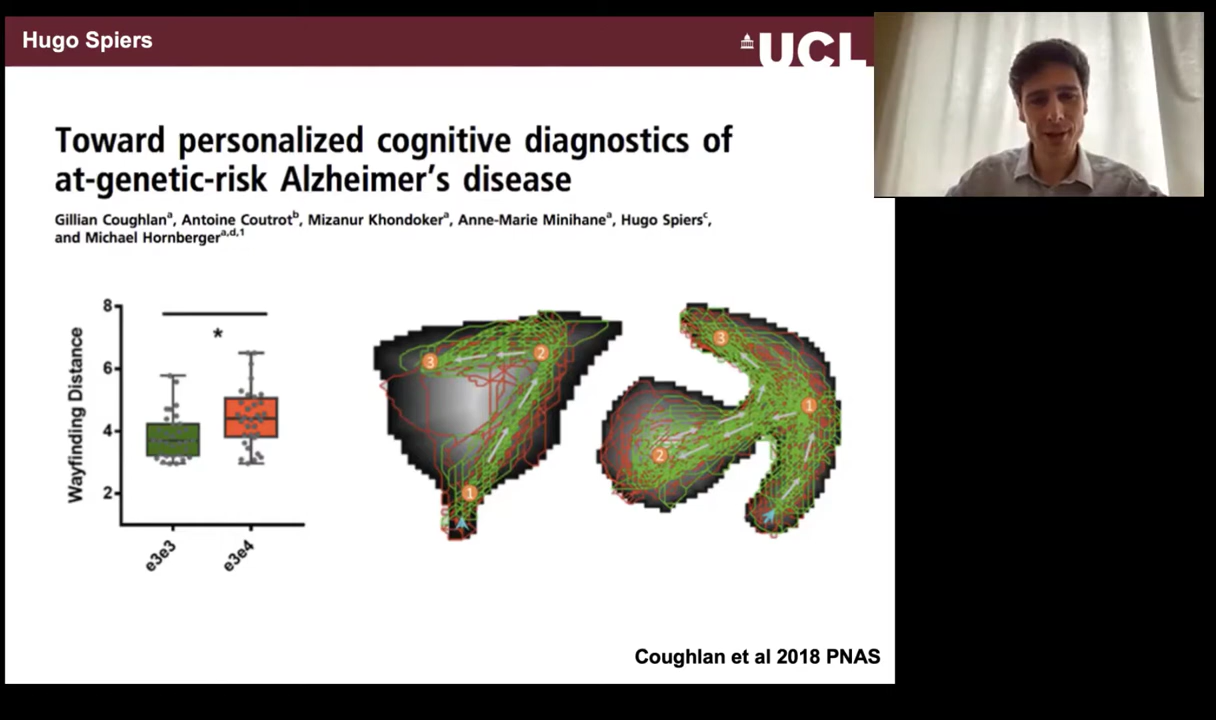 Hugo Spiers
UCL
Toward personalized cognitive diagnostics of
at-genetic-risk Alzheimer's disease
Gillian Coughlanᵃ, Antoine Coutrotᵇ, Mizanur Khondokerᵃ, Anne-Marie Minihaneᵃ, Hugo Spiersᶜ,
and Michael Hornbergerᵃ,ᵈ,¹
Wayfinding Distance
8
6
4
2
*
e3e3
e3e4
3
2
1
3
1
2
Coughlan et al 2018 PNAS